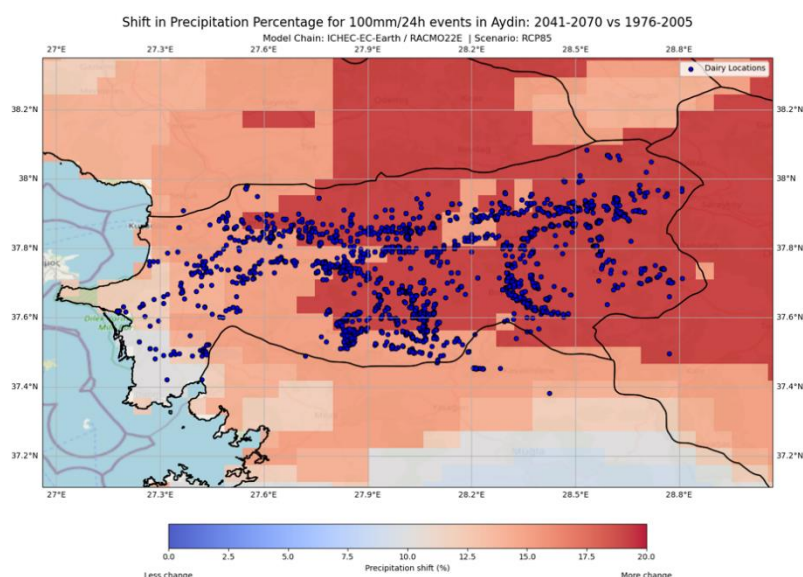 Shift in Precipitation Percentage for 100mm/24h events in Aydin: 2041-2070 vs 1976-2005
Model Chain: ICHEC-EC-Earth / RACMO22E | Scenario: RCP85
27°E 27.3°E 27.6°E 27.9°E 28.2°E 28.5°E 28.8°E
Dairy Locations
38.2°N 38.2°N
38°N 38°N
37.8°N 37.8°N
μος
37.6°N 37.6°N
37.4°N 37.4°N
37.2°N 37.2°N
Muğla
27°E 27.3°E 27.6°E 27.9°E 28.2°E 28.5°E 28.8°E
0.0 2.5 5.0 7.5 10.0 12.5 15.0 17.5 20.0
Precipitation shift (%)
Less change More change